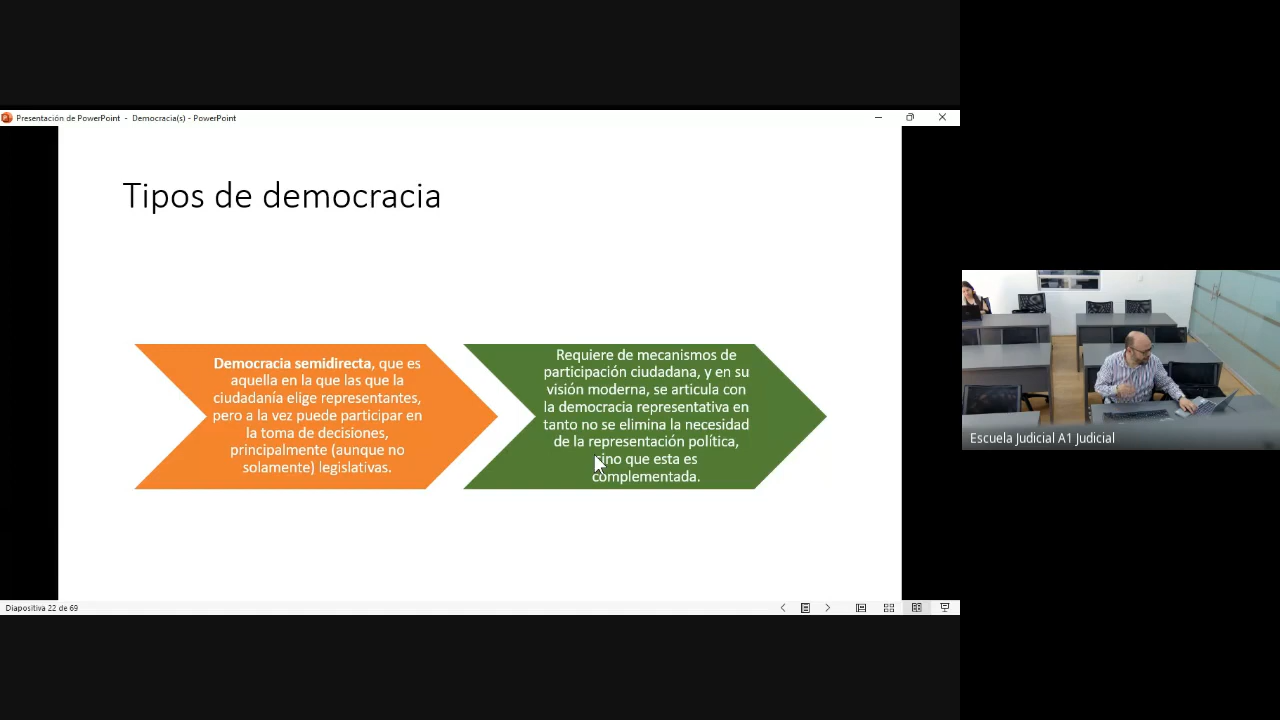 Presentación de PowerPoint - Democracia(s) - PowerPoint
Tipos de democracia
Democracia semidirecta, que es
aquella en la que las que la
ciudadanía elige representantes,
pero a la vez puede participar en
la toma de decisiones,
principalmente (aunque no
solamente) legislativas.
Requiere de mecanismos de
participación ciudadana, y en su
visión moderna, se articula con
la democracia representativa en
tanto no se elimina la necesidad
de la representación política,
sino que esta es
complementada.
Escuela Judicial A1 Judicial
Diapositiva 22 de 69